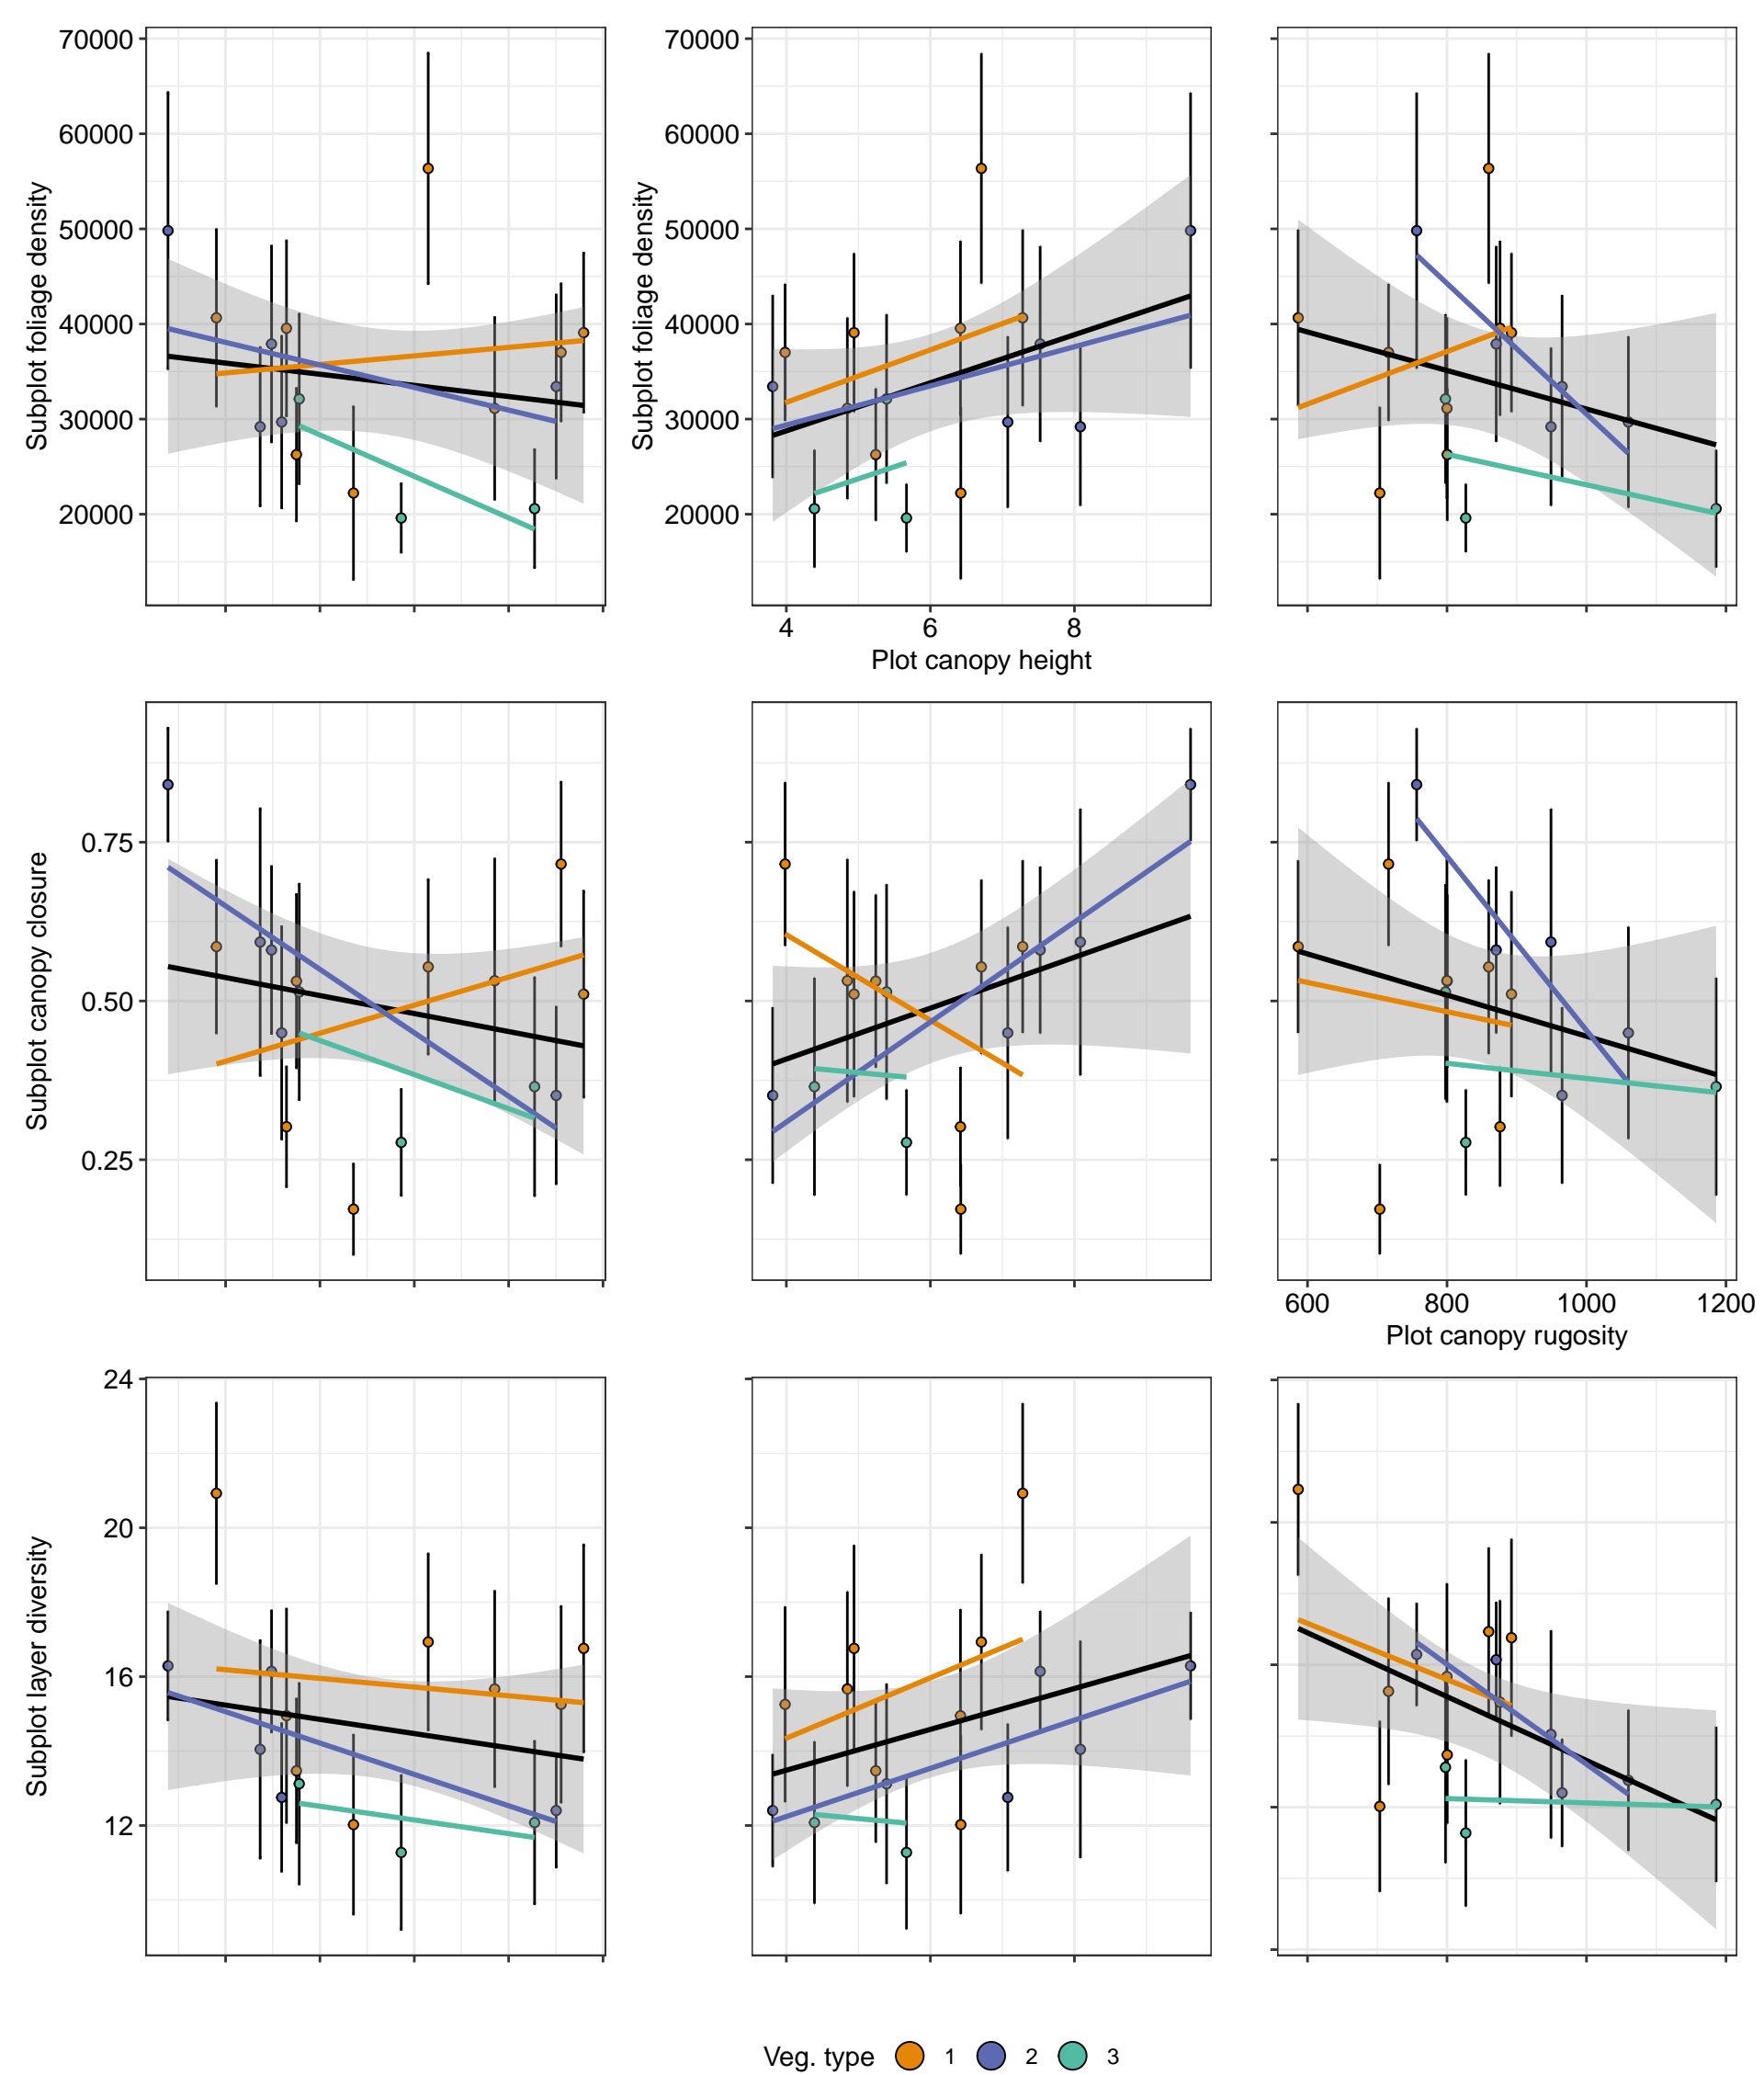 70000
60000
50000
40000
30000
20000
Subplot foliage density
70000
60000
50000
40000
30000
20000
Subplot foliage density
4 6 8
Plot canopy height
0.75
0.50
0.25
Subplot canopy closure
600 800 1000 1200
Plot canopy rugosity
24
20
16
12
Subplot layer diversity
Veg. type 1 2 3